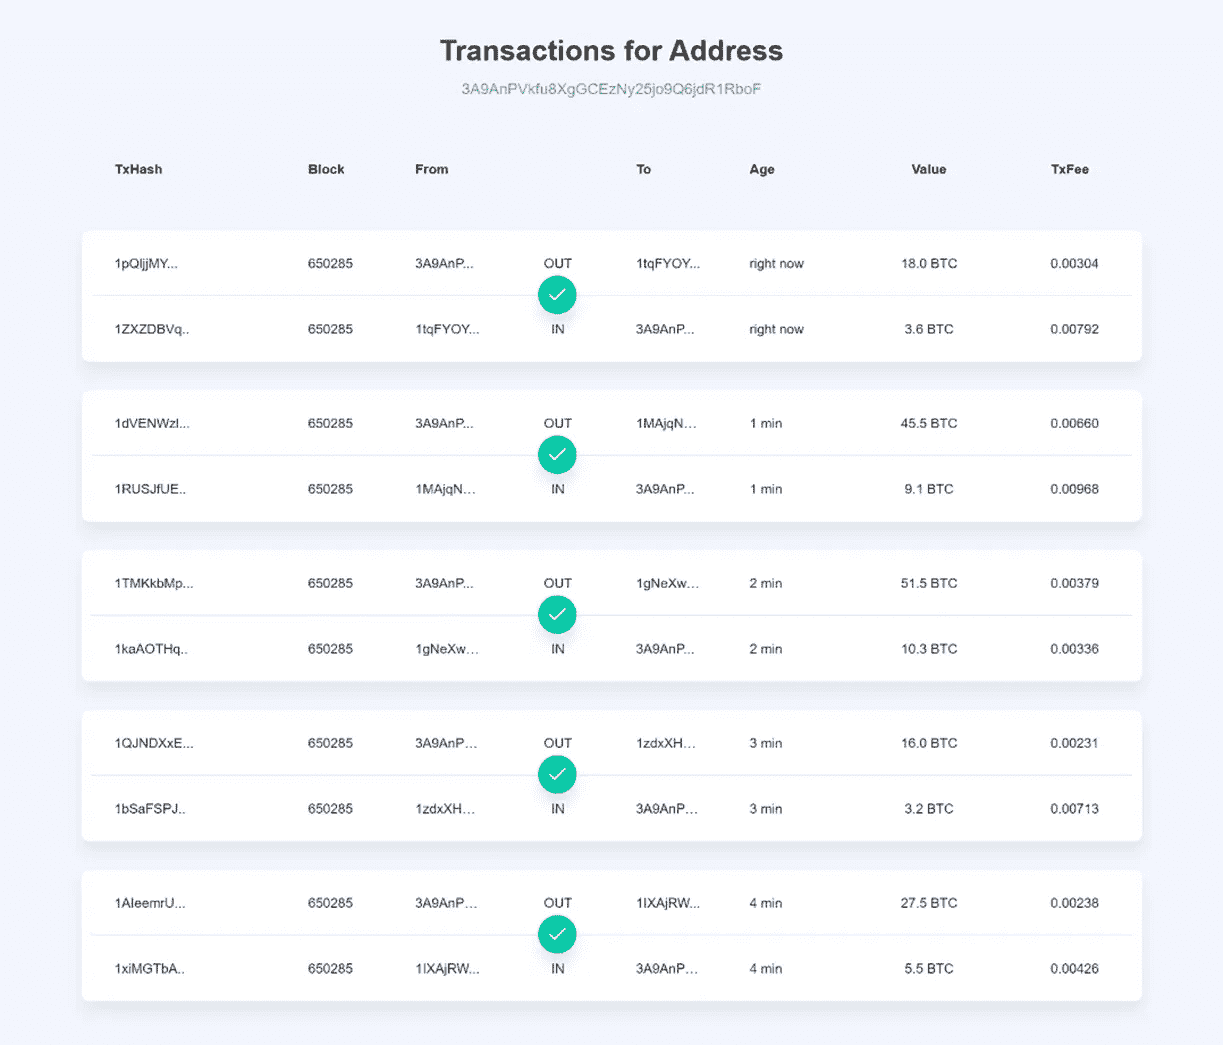 Transactions for Address
3A9AnPVkfu8XgGCEzNy25jo9Q6jdR1RboF
TxHash Block From To Age Value TxFee
1pQljjMY... 650285 3A9AnP... OUT 1tqFYOY... right now 18.0 BTC 0.00304
1ZXZDBVq.. 650285 1tqFYOY... IN 3A9AnP... right now 3.6 BTC 0.00792
1dVENWzI... 650285 3A9AnP... OUT 1MAjqN... 1 min 45.5 BTC 0.00660
1RUSJfUE.. 650285 1MAjqN... IN 3A9AnP... 1 min 9.1 BTC 0.00968
1TMKkbMp... 650285 3A9AnP... OUT 1gNeXw... 2 min 51.5 BTC 0.00379
1kaAOTHq.. 650285 1gNeXw... IN 3A9AnP... 2 min 10.3 BTC 0.00336
1QJNDXxE... 650285 3A9AnP... OUT 1zdxXH... 3 min 16.0 BTC 0.00231
1bSaFSPJ.. 650285 1zdxXH... IN 3A9AnP... 3 min 3.2 BTC 0.00713
1AleemrU... 650285 3A9AnP... OUT 1IXAjRW... 4 min 27.5 BTC 0.00238
1xiMGTbA.. 650285 1IXAjRW... IN 3A9AnP... 4 min 5.5 BTC 0.00426